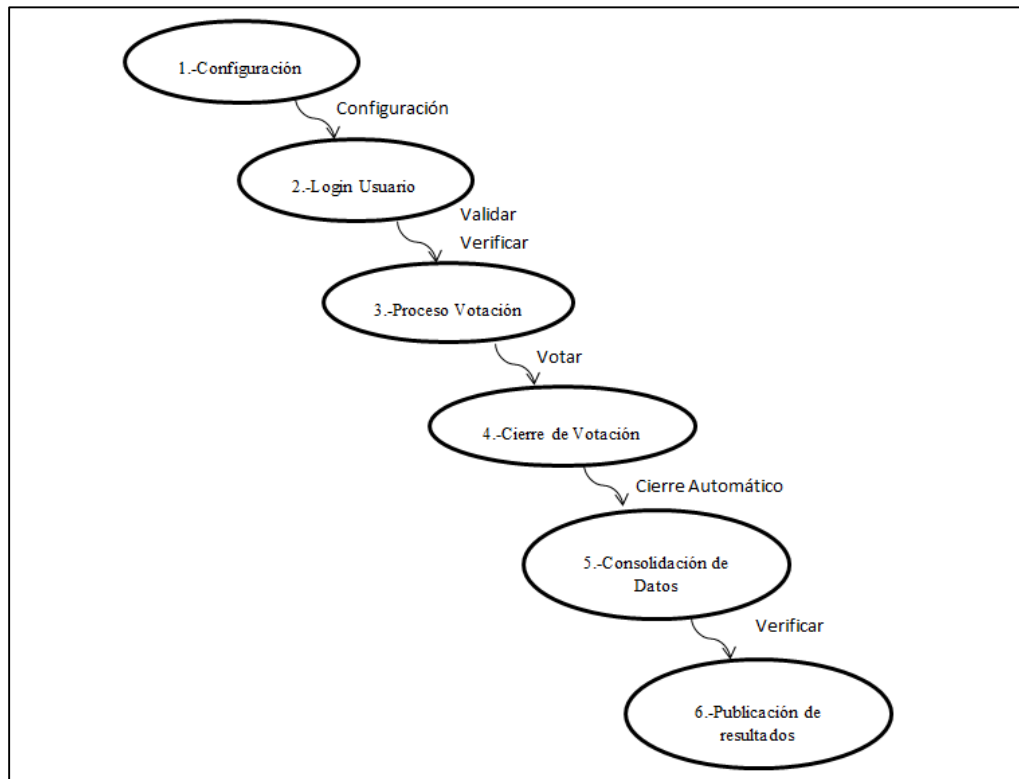 1.-Configuración
Configuración
2.-Login Usuario
Validar
Verificar
3.-Proceso Votación
Votar
4.-Cierre de Votación
Cierre Automático
5.-Consolidación de
Datos
Verificar
6.-Publicación de
resultados